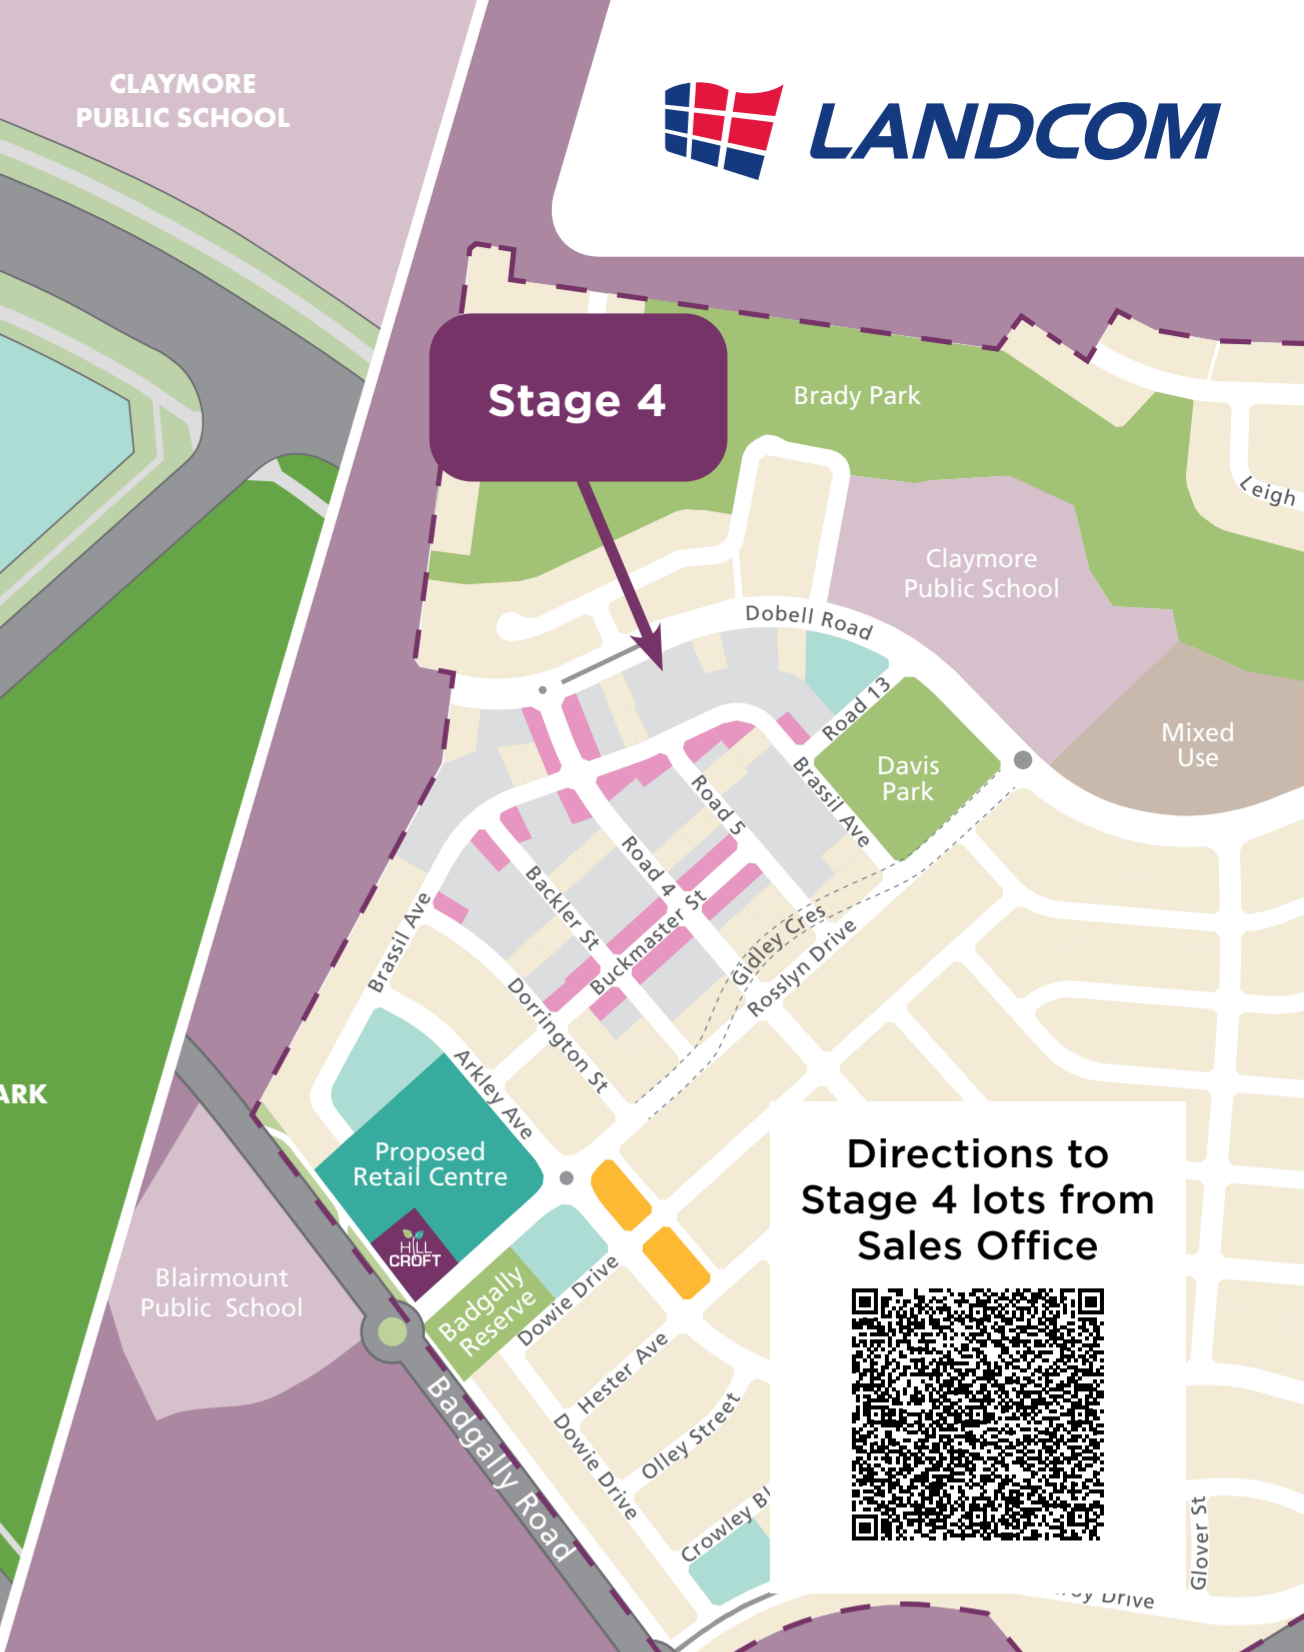 CLAYMORE
PUBLIC SCHOOL
LANDCOM
Stage 4
Brady Park
Leigh
Claymore
Public School
Dobell Road
Road 13
Mixed
Use
Davis
Park
Brassil Ave
Road 5
Road 4
Backler St
Buckmaster St
Brassil Ave
Gidley Cres
Rosslyn Drive
Dorrington St
Arkley Ave
ARK
Proposed
Retail Centre
HILL
CROFT
Blairmount
Public School
Badgally
Reserve
Dowie Drive
Hester Ave
Olley Street
Dowie Drive
Crowley Bl
Badgally Road
Directions to
Stage 4 lots from
Sales Office
Glover St
Drive